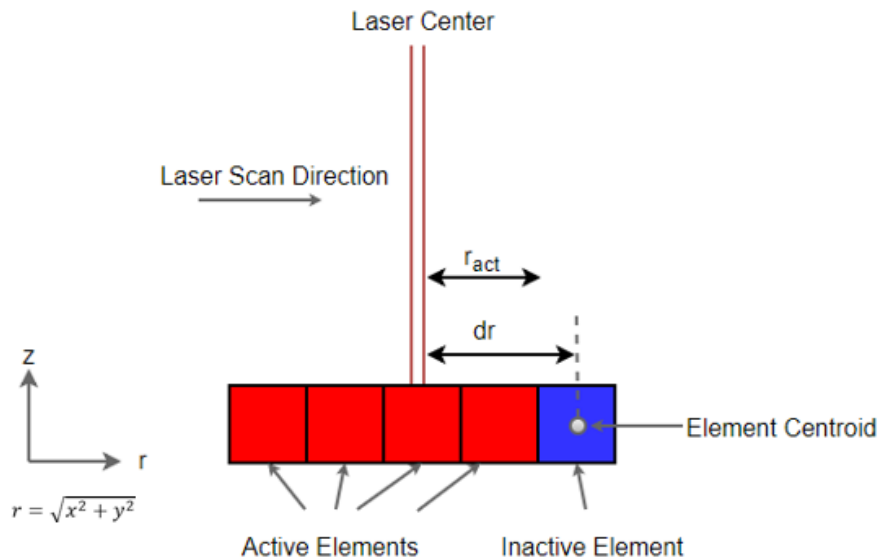 Laser Center
Laser Scan Direction
r_act
dr
z
r
Element Centroid
r = √(x² + y²)
Active Elements
Inactive Element